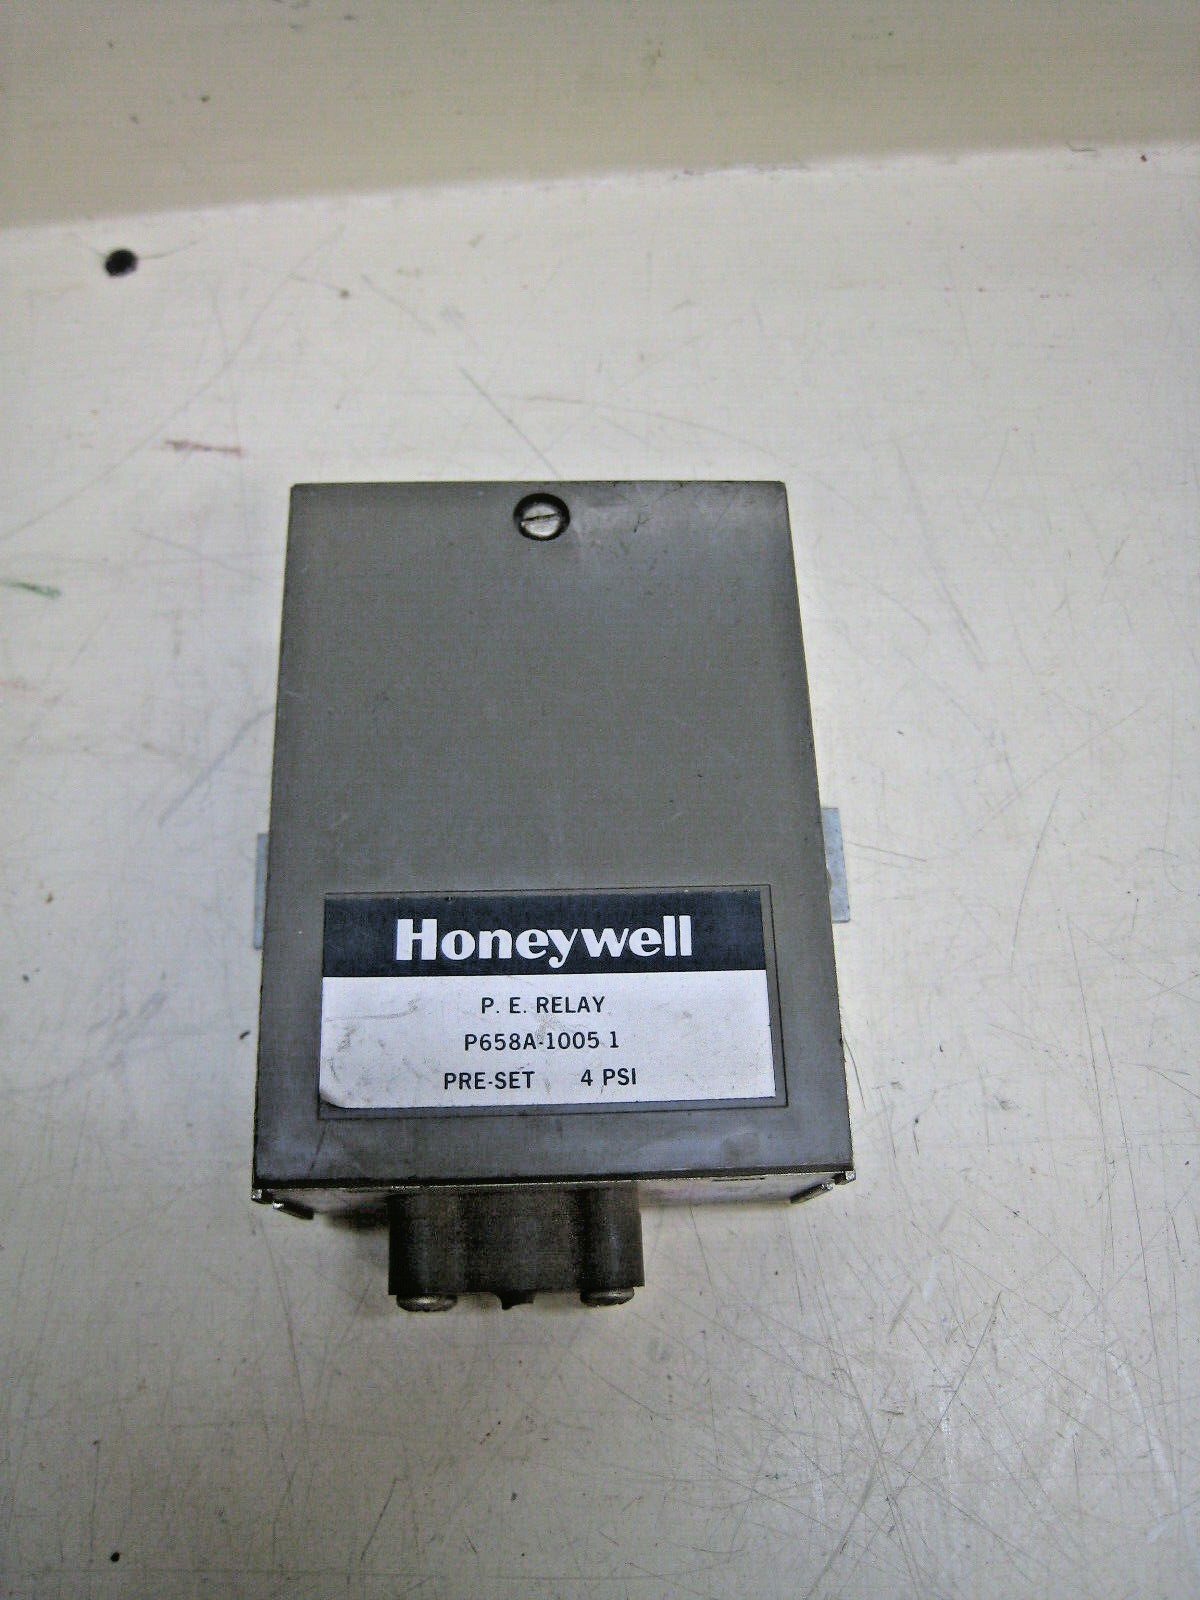 Honeywell
P. E. RELAY
P658A-1005 1
PRE-SET 4 PSI